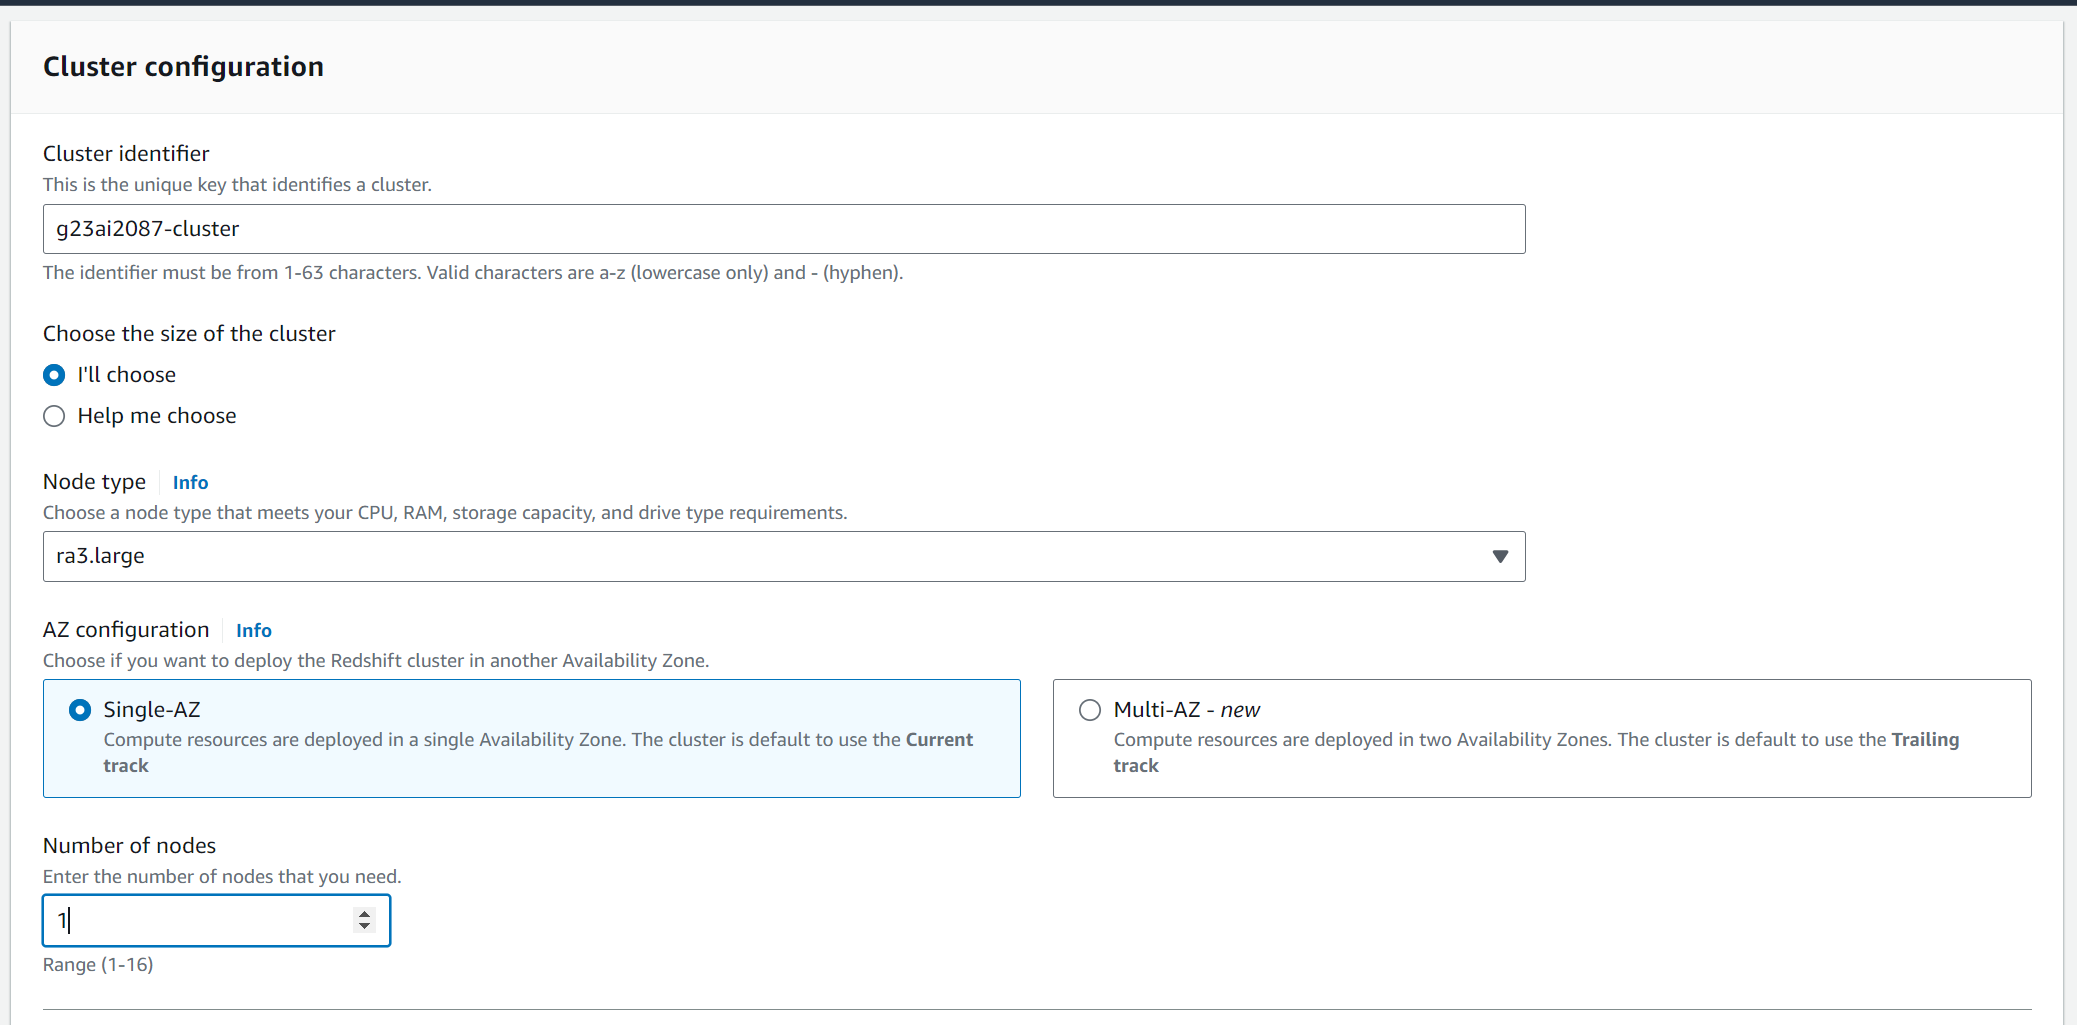 Cluster configuration
Cluster identifier
This is the unique key that identifies a cluster.
g23ai2087-cluster
The identifier must be from 1-63 characters. Valid characters are a-z (lowercase only) and - (hyphen).
Choose the size of the cluster
I'll choose
Help me choose
Node type Info
Choose a node type that meets your CPU, RAM, storage capacity, and drive type requirements.
ra3.large
AZ configuration Info
Choose if you want to deploy the Redshift cluster in another Availability Zone.
Single-AZ
Compute resources are deployed in a single Availability Zone. The cluster is default to use the Current
track
Multi-AZ - new
Compute resources are deployed in two Availability Zones. The cluster is default to use the Trailing
track
Number of nodes
Enter the number of nodes that you need.
1
Range (1-16)